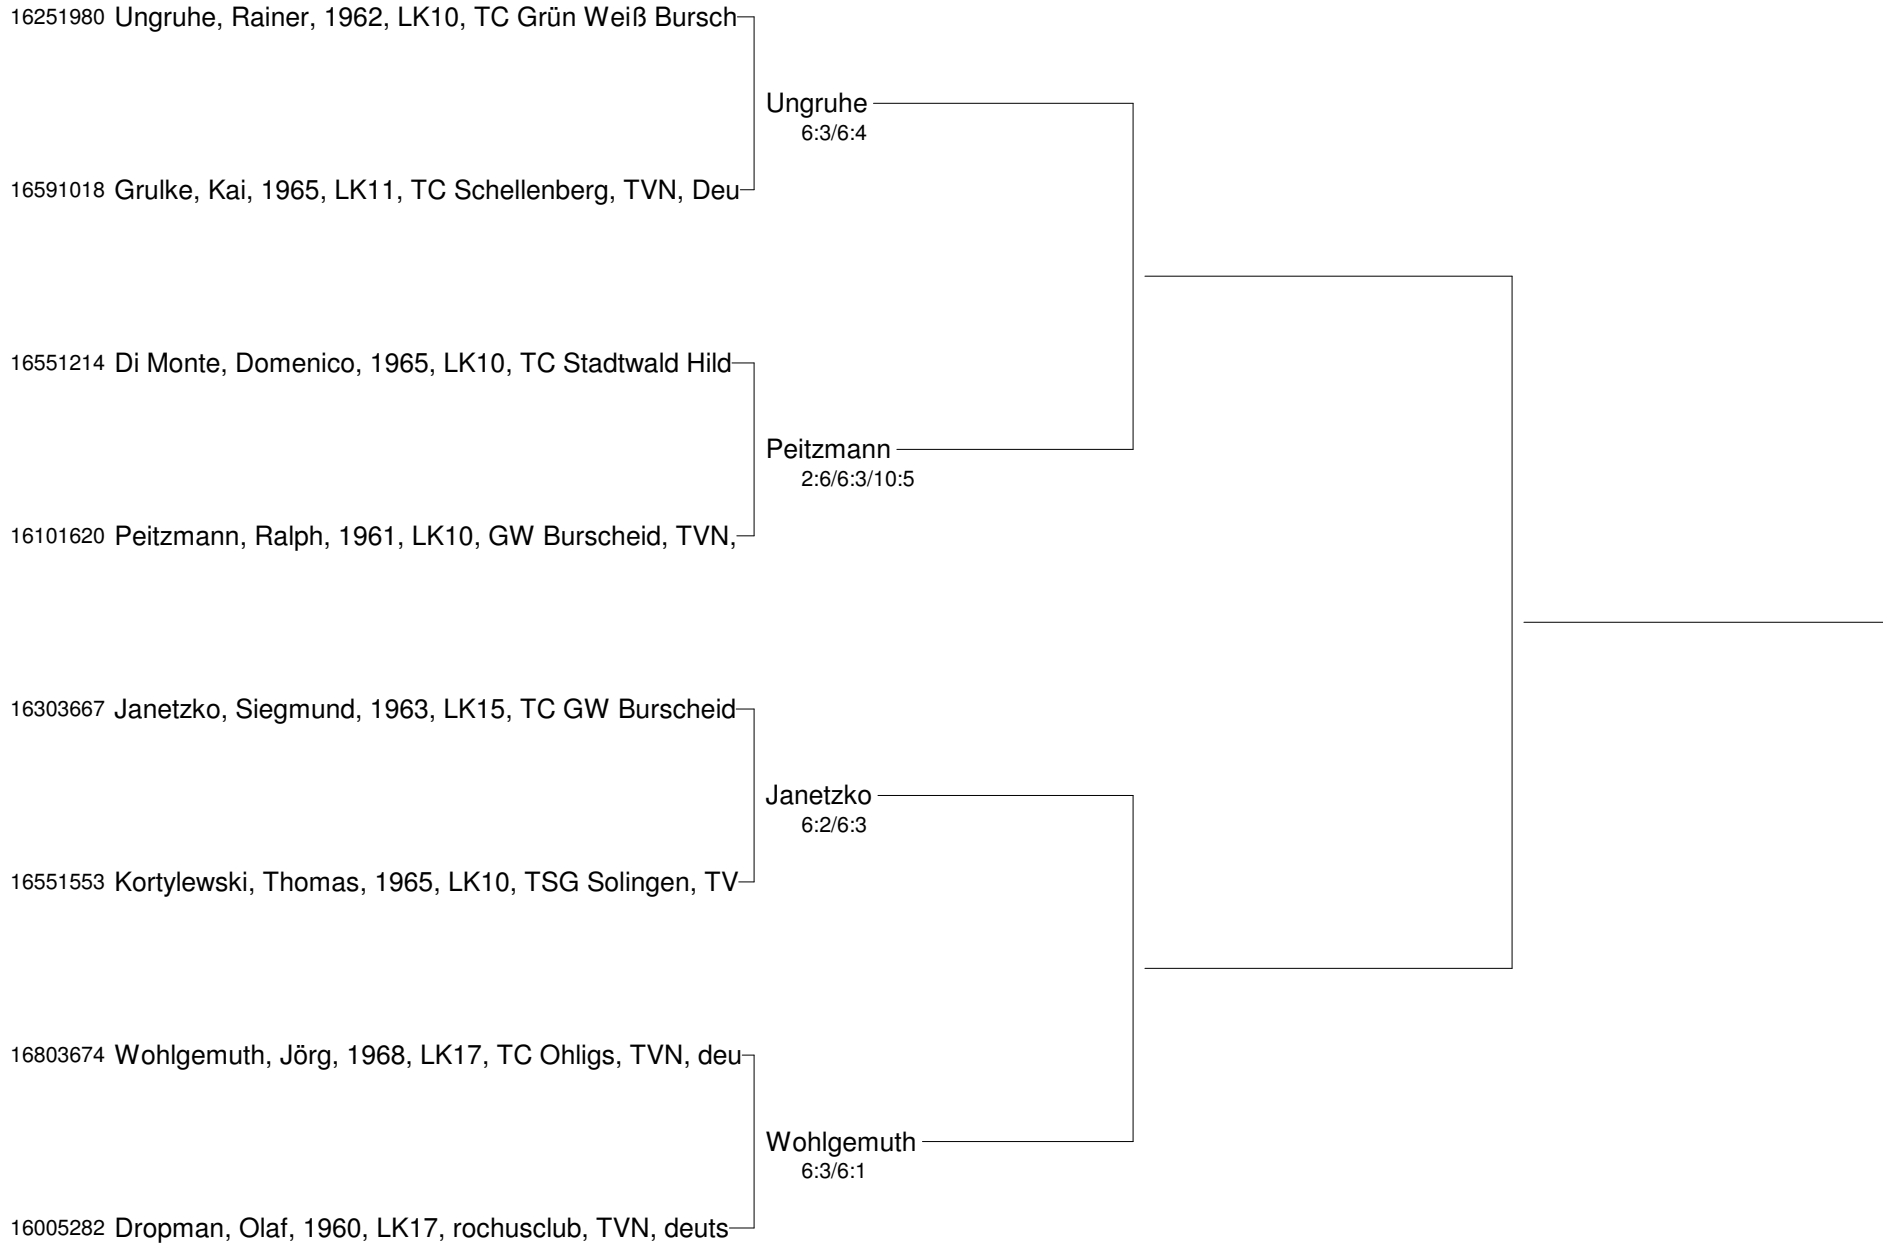 16251980 Ungruhe, Rainer, 1962, LK10, TC Grün Weiß Bursch
Ungruhe
6:3/6:4
16591018 Grulke, Kai, 1965, LK11, TC Schellenberg, TVN, Deu
16551214 Di Monte, Domenico, 1965, LK10, TC Stadtwald Hild
Peitzmann
2:6/6:3/10:5
16101620 Peitzmann, Ralph, 1961, LK10, GW Burscheid, TVN,
16303667 Janetzko, Siegmund, 1963, LK15, TC GW Burscheid
Janetzko
6:2/6:3
16551553 Kortylewski, Thomas, 1965, LK10, TSG Solingen, TV
16803674 Wohlgemuth, Jörg, 1968, LK17, TC Ohligs, TVN, deu
Wohlgemuth
6:3/6:1
16005282 Dropman, Olaf, 1960, LK17, rochusclub, TVN, deuts